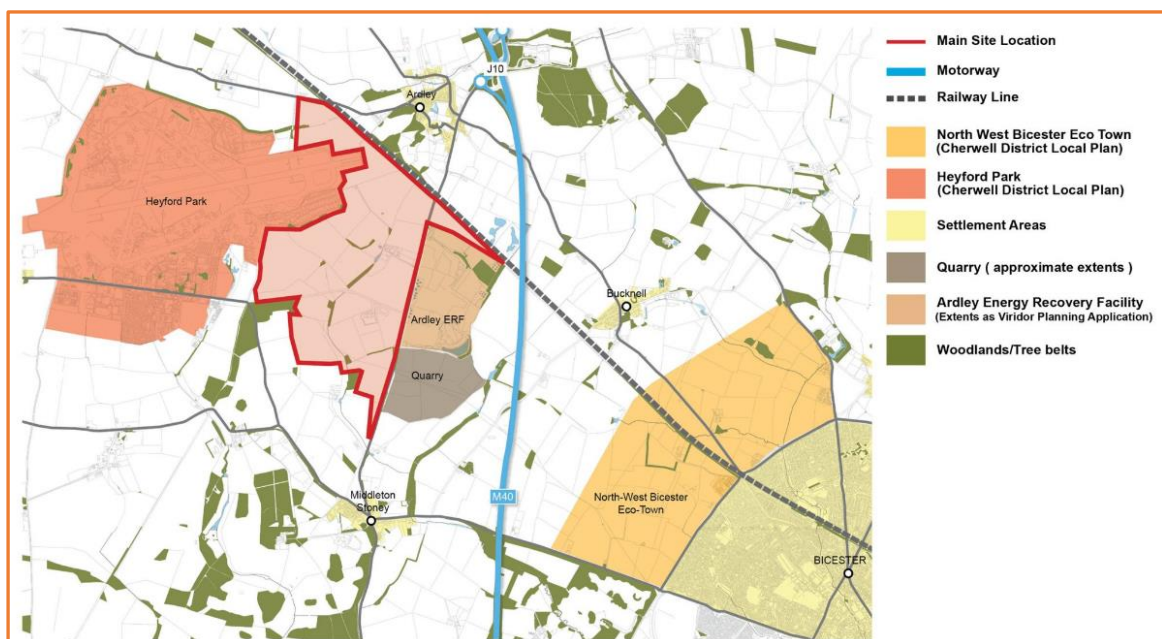 J10
Ardley
Heyford Park
Bucknell
Ardley ERF
Quarry
Middleton
Stoney
M40
North-West Bicester
Eco-Town
BICESTER
Main Site Location
Motorway
Railway Line
North West Bicester Eco Town
(Cherwell District Local Plan)
Heyford Park
(Cherwell District Local Plan)
Settlement Areas
Quarry ( approximate extents )
Ardley Energy Recovery Facility
(Extents as Viridor Planning Application)
Woodlands/Tree belts